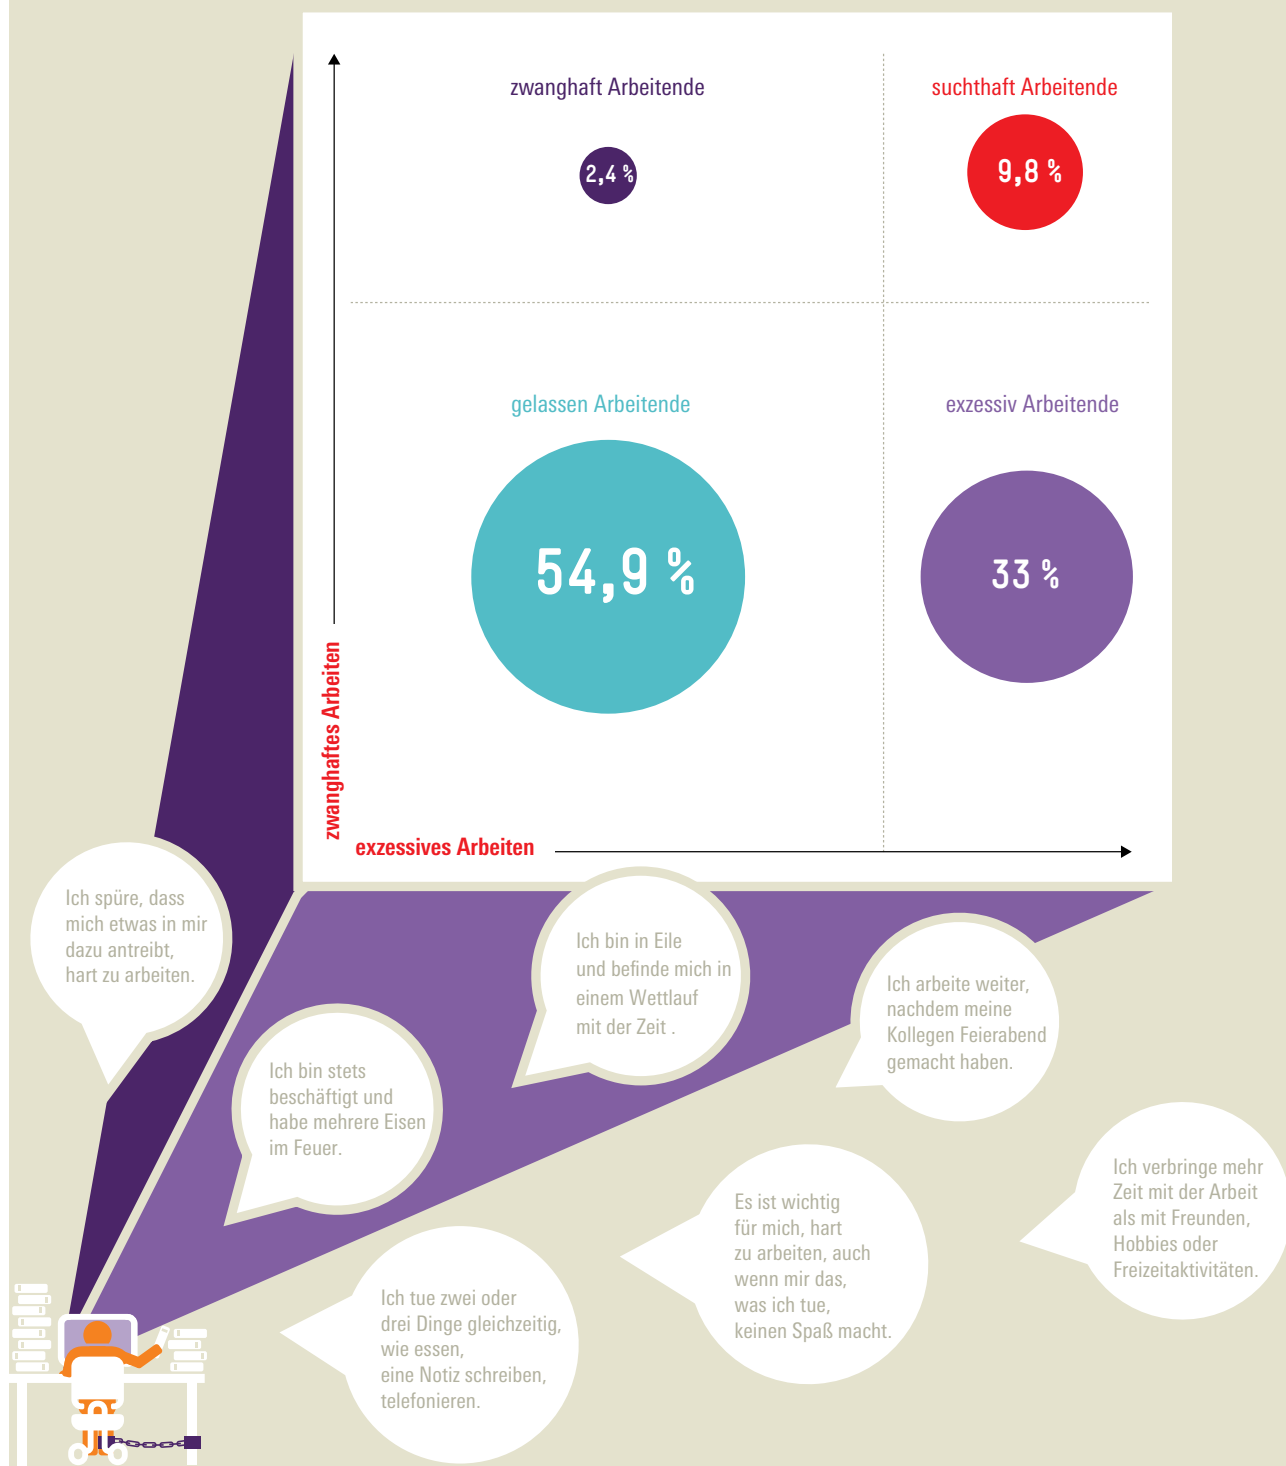 zwanghaft Arbeitende
suchthaft Arbeitende
2,4 %
9,8 %
gelassen Arbeitende
exzessiv Arbeitende
54,9 %
33 %
zwanghaftes Arbeiten
exzessives Arbeiten
Ich spüre, dass
mich etwas in mir
dazu antreibt,
hart zu arbeiten.
Ich bin in Eile
und befinde mich in
einem Wettlauf
mit der Zeit .
Ich arbeite weiter,
nachdem meine
Kollegen Feierabend
gemacht haben.
Ich bin stets
beschäftigt und
habe mehrere Eisen
im Feuer.
Es ist wichtig
für mich, hart
zu arbeiten, auch
wenn mir das,
was ich tue,
keinen Spaß macht.
Ich verbringe mehr
Zeit mit der Arbeit
als mit Freunden,
Hobbies oder
Freizeitaktivitäten.
Ich tue zwei oder
drei Dinge gleichzeitig,
wie essen,
eine Notiz schreiben,
telefonieren.